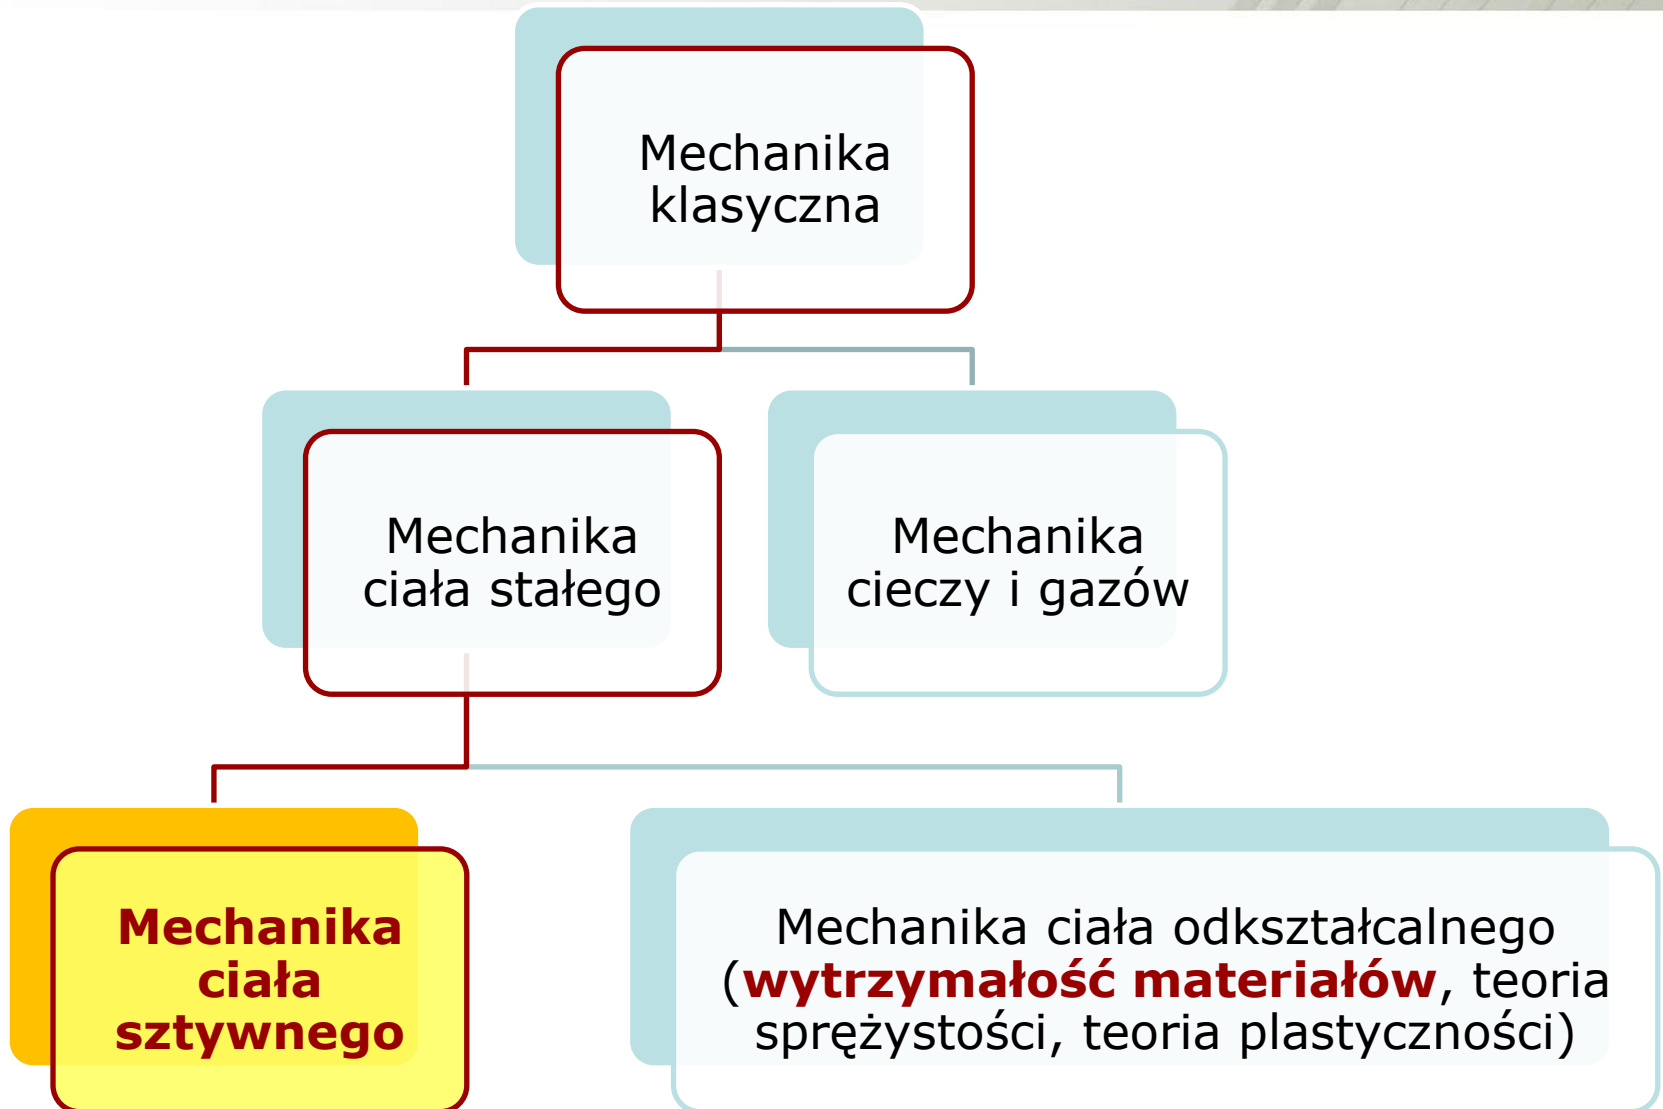 Mechanika
klasyczna
Mechanika
ciała stałego
Mechanika
cieczy i gazów
Mechanika
ciała
sztywnego
Mechanika ciała odkształcalnego
(wytrzymałość materiałów, teoria
sprężystości, teoria plastyczności)